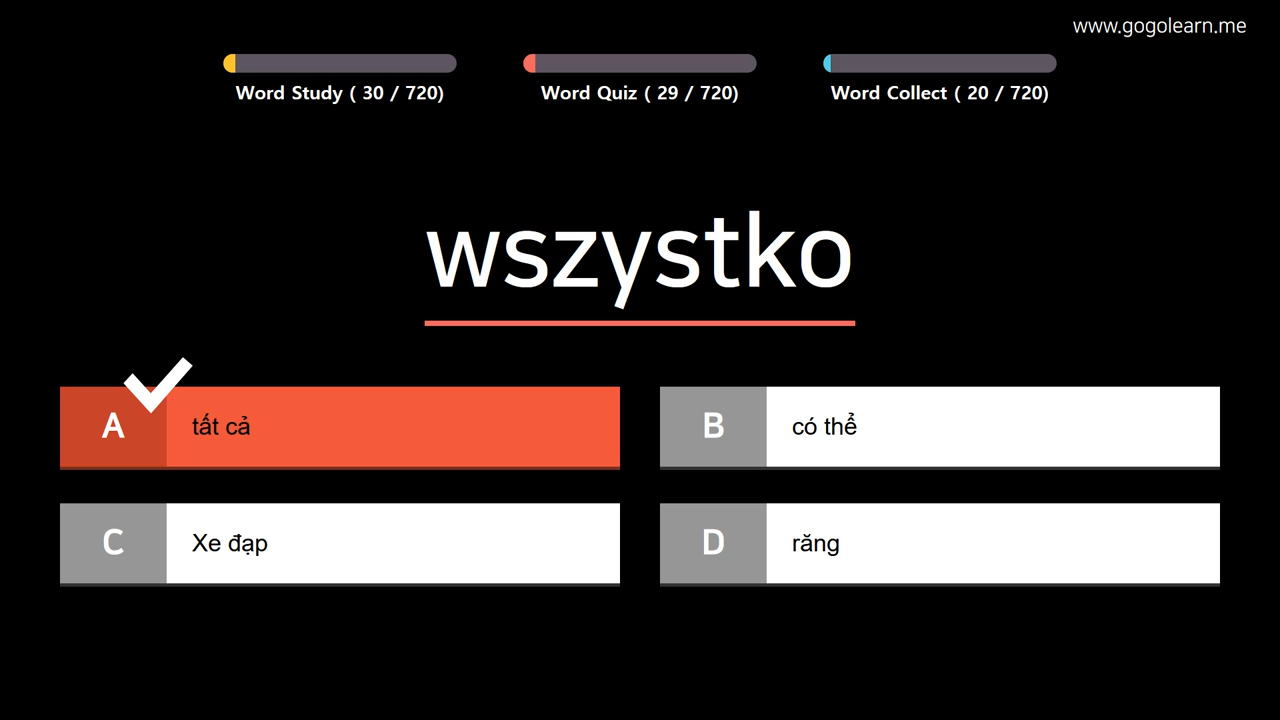 www.gogolearn.me
Word Study ( 30 / 720)
Word Quiz ( 29 / 720)
Word Collect ( 20 / 720)
wszystko
A tất cả
B có thể
C Xe đạp
D răng